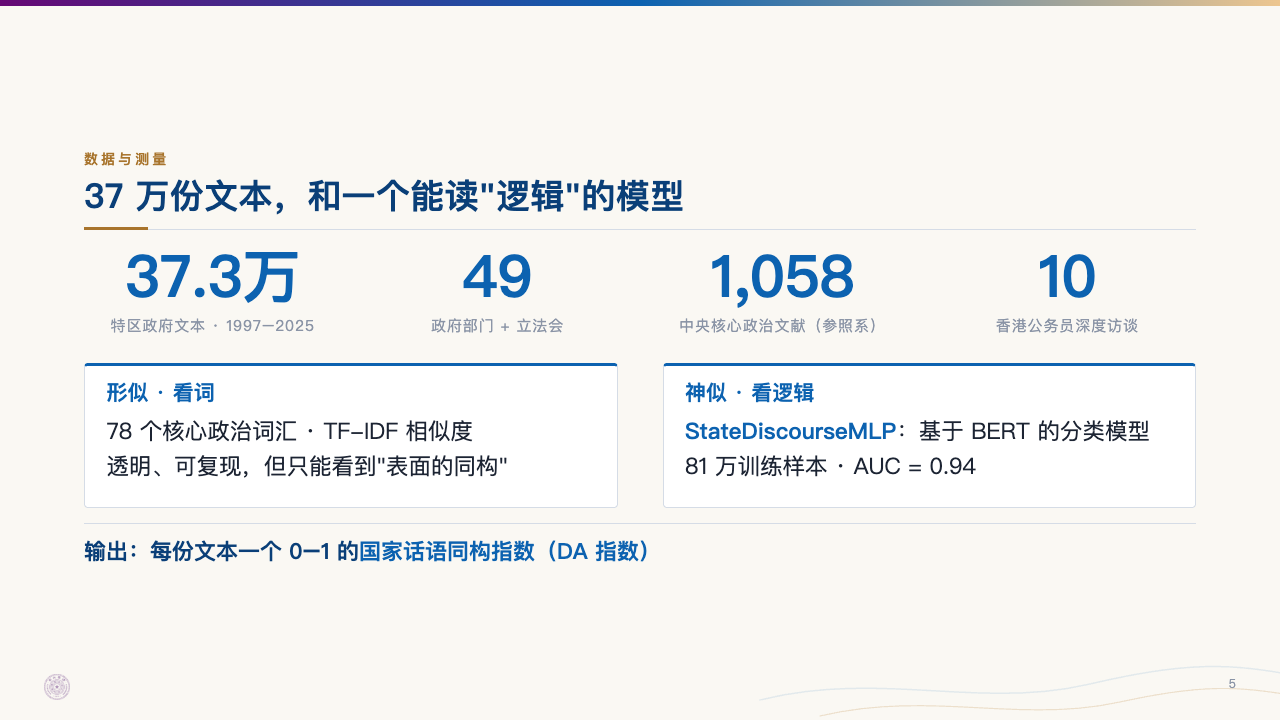 数据与测量
37 万份文本，和一个能读"逻辑"的模型
37.3万
特区政府文本 · 1997—2025
49
政府部门 + 立法会
1,058
中央核心政治文献（参照系）
10
香港公务员深度访谈
形似 · 看词
78 个核心政治词汇 · TF–IDF 相似度
透明、可复现，但只能看到"表面的同构"
神似 · 看逻辑
StateDiscourseMLP：基于 BERT 的分类模型
81 万训练样本 · AUC = 0.94
输出：每份文本一个 0—1 的国家话语同构指数（DA 指数）
5